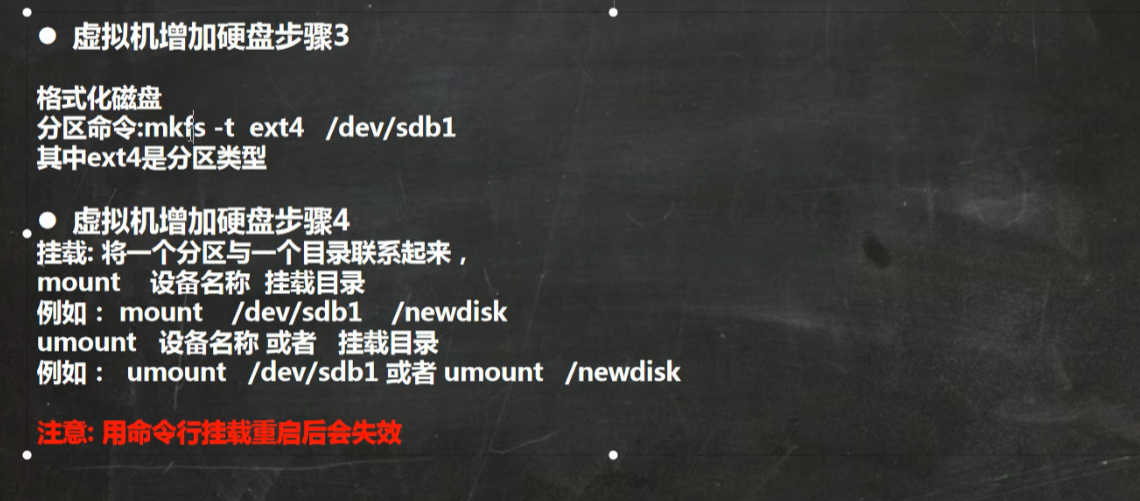 ● 虚拟机增加硬盘步骤3
格式化磁盘
分区命令:mkfs -t ext4 /dev/sdb1
其中ext4是分区类型
● 虚拟机增加硬盘步骤4
挂载: 将一个分区与一个目录联系起来，
mount 设备名称 挂载目录
例如： mount /dev/sdb1 /newdisk
umount 设备名称 或者 挂载目录
例如： umount /dev/sdb1 或者 umount /newdisk
注意: 用命令行挂载重启后会失效